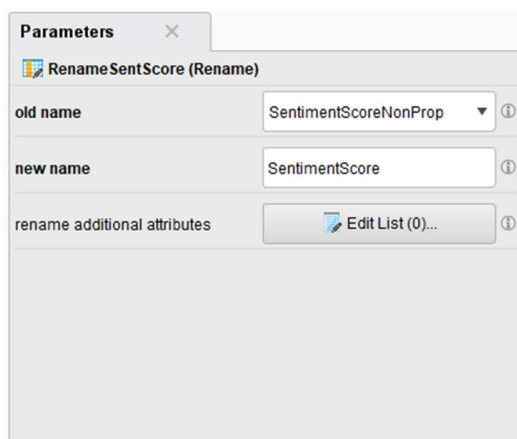 Parameters
RenameSentScore (Rename)
old name SentimentScoreNonProp
new name SentimentScore
rename additional attributes Edit List (0)...